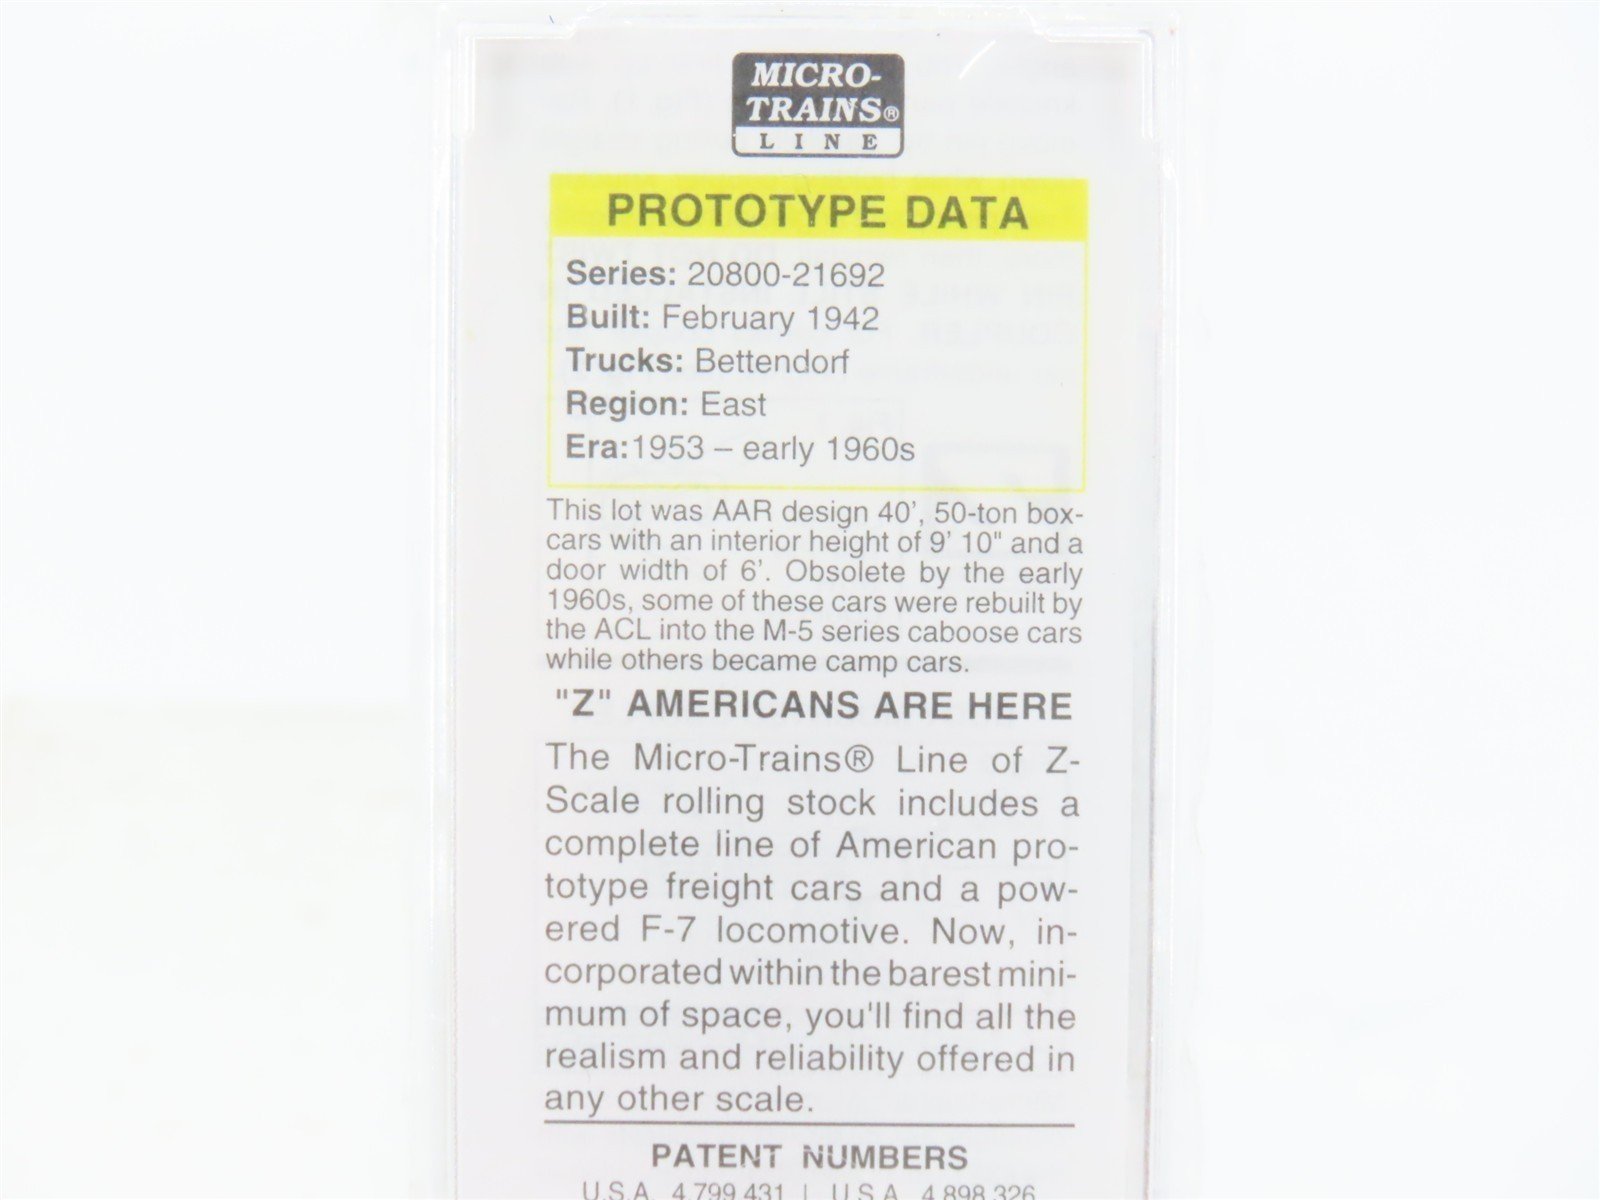 MICRO-
TRAINS®
LINE
PROTOTYPE DATA
Series: 20800-21692
Built: February 1942
Trucks: Bettendorf
Region: East
Era:1953 – early 1960s
This lot was AAR design 40', 50-ton box-
cars with an interior height of 9' 10" and a
door width of 6'. Obsolete by the early
1960s, some of these cars were rebuilt by
the ACL into the M-5 series caboose cars
while others became camp cars.
"Z" AMERICANS ARE HERE
The Micro-Trains® Line of Z-
Scale rolling stock includes a
complete line of American pro-
totype freight cars and a pow-
ered F-7 locomotive. Now, in-
corporated within the barest mini-
mum of space, you'll find all the
realism and reliability offered in
any other scale.
PATENT NUMBERS
U.S.A. 4,799,431 | U.S.A. 4,898,326